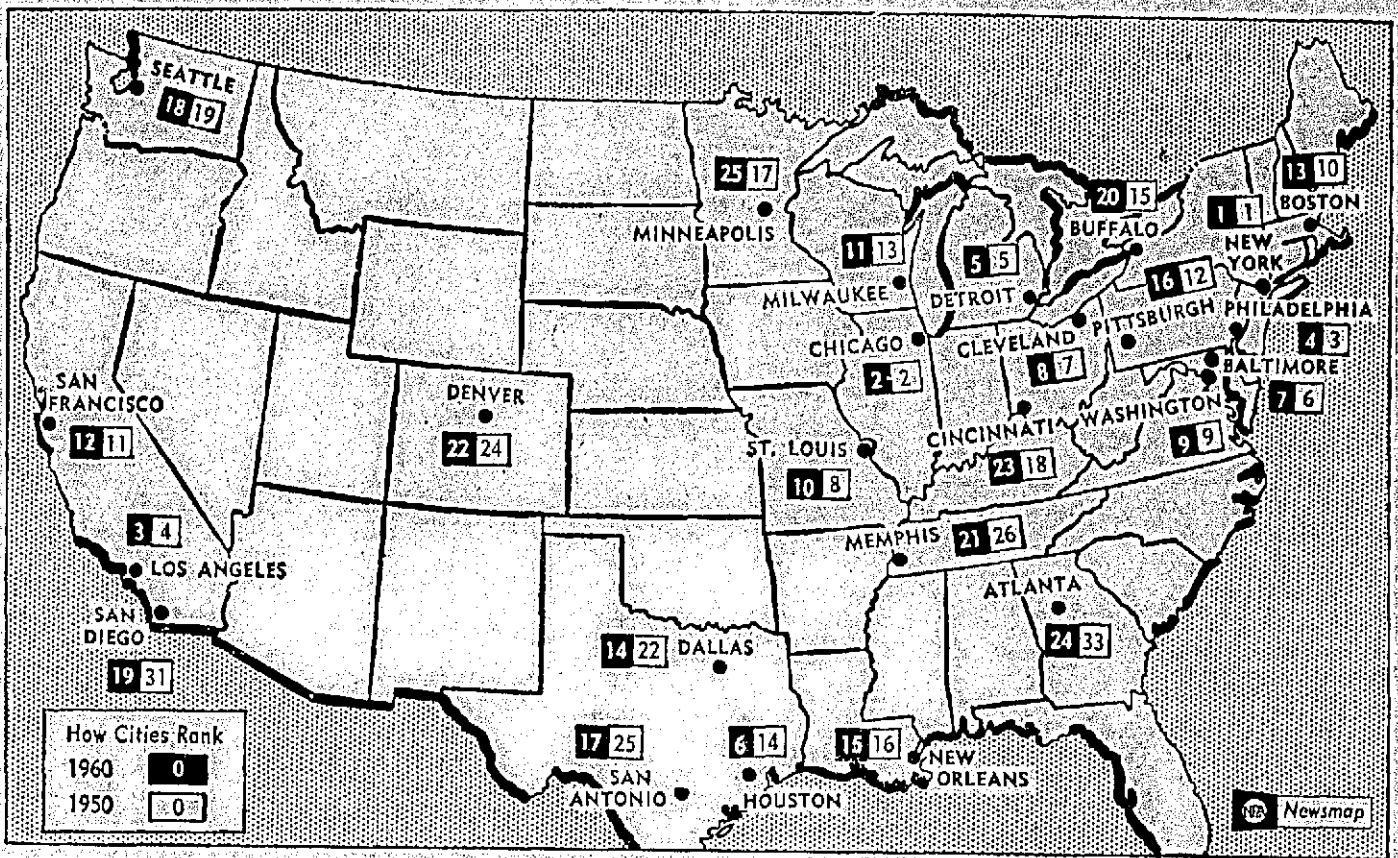 SEATTLE
18 19
25 17
MINNEAPOLIS
11 13
MILWAUKEE
5 5
DETROIT
20 15
BUFFALO
13 10
BOSTON
1 1
NEW
YORK
16 12
PITTSBURGH
PHILADELPHIA
4 3
CHICAGO
2 2
CLEVELAND
8 7
BALTIMORE
7 6
WASHINGTON
9 9
CINCINNATI
23 18
SAN
FRANCISCO
12 11
DENVER
22 24
ST. LOUIS
10 8
3 4
LOS ANGELES
SAN
DIEGO
19 31
MEMPHIS
21 26
ATLANTA
24 33
14 22
DALLAS
17 25
SAN
ANTONIO
6 14
HOUSTON
15 16
NEW
ORLEANS
How Cities Rank
1960 0
1950 0
NEA Newsmap